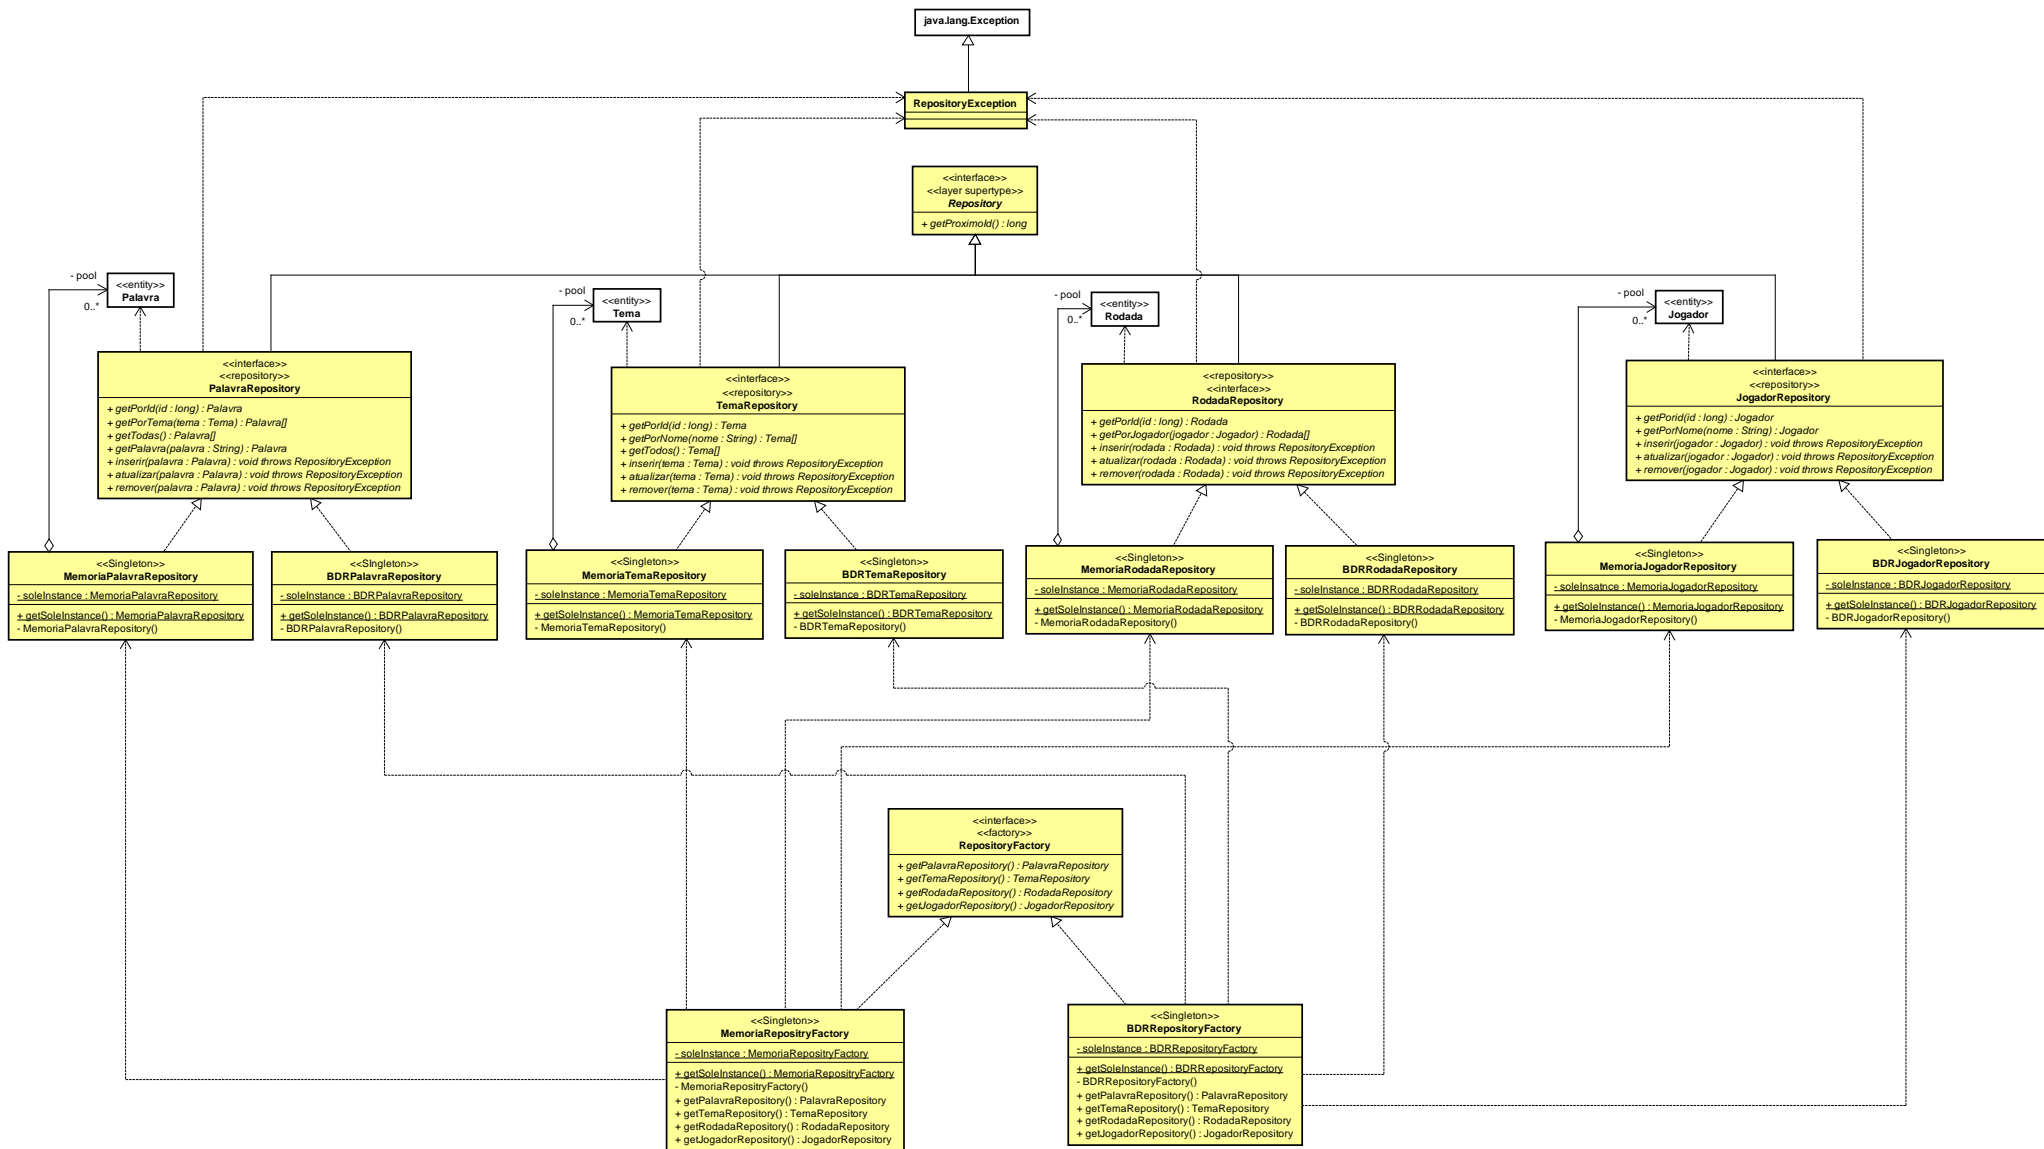 java.lang.Exception
RepositoryException
<<interface>>
<<layer supertype>>
Repository
+ getProximoId() : long
- pool
0..*
<<entity>>
Palavra
- pool
0..*
<<entity>>
Tema
- pool
0..*
<<entity>>
Rodada
- pool
0..*
<<entity>>
Jogador
<<interface>>
<<repository>>
PalavraRepository
+ getPorId(id : long) : Palavra
+ getPorTema(tema : Tema) : Palavra[]
+ getTodas() : Palavra[]
+ getPalavra(palavra : String) : Palavra
+ inserir(palavra : Palavra) : void throws RepositoryException
+ atualizar(palavra : Palavra) : void throws RepositoryException
+ remover(palavra : Palavra) : void throws RepositoryException
<<interface>>
<<repository>>
TemaRepository
+ getPorId(id : long) : Tema
+ getPorNome(nome : String) : Tema[]
+ getTodos() : Tema[]
+ inserir(tema : Tema) : void throws RepositoryException
+ atualizar(tema : Tema) : void throws RepositoryException
+ remover(tema : Tema) : void throws RepositoryException
<<repository>>
<<interface>>
RodadaRepository
+ getPorId(id : long) : Rodada
+ getPorJogador(jogador : Jogador) : Rodada[]
+ inserir(rodada : Rodada) : void throws RepositoryException
+ atualizar(rodada : Rodada) : void throws RepositoryException
+ remover(rodada : Rodada) : void throws RepositoryException
<<interface>>
<<repository>>
JogadorRepository
+ getPorid(id : long) : Jogador
+ getPorNome(nome : String) : Jogador
+ inserir(jogador : Jogador) : void throws RepositoryException
+ atualizar(jogador : Jogador) : void throws RepositoryException
+ remover(jogador : Jogador) : void throws RepositoryException
<<Singleton>>
MemoriaPalavraRepository
- soleInstance : MemoriaPalavraRepository
+ getSoleInstance() : MemoriaPalavraRepository
- MemoriaPalavraRepository()
<<SIngleton>>
BDRPalavraRepository
- soleInstance : BDRPalavraRepository
+ getSoleInstance() : BDRPalavraRepository
- BDRPalavraRepository()
<<Singleton>>
MemoriaTemaRepository
- soleInstance : MemoriaTemaRepository
+ getSoleInstance() : MemoriaTemaRepository
- MemoriaTemaRepository()
<<Singleton>>
BDRTemaRepository
- soleInstance : BDRTemaRepository
+ getSoleInstance() : BDRTemaRepository
- BDRTemaRepository()
<<Singleton>>
MemoriaRodadaRepository
- soleInstance : MemoriaRodadaRepository
+ getSoleInstance() : MemoriaRodadaRepository
- MemoriaRodadaRepository()
<<Singleton>>
BDRRodadaRepository
- soleInstance : BDRRodadaRepository
+ getSoleInstance() : BDRRodadaRepository
- BDRRodadaRepository()
<<Singleton>>
MemoriaJogadorRepository
- soleInsatnce : MemoriaJogadorRepository
+ getSoleInstance() : MemoriaJogadorRepository
- MemoriaJogadorRepository()
<<Singleton>>
BDRJogadorRepository
- soleInstance : BDRJogadorRepository
+ getSoleInstance() : BDRJogadorRepository
- BDRJogadorRepository()
<<interface>>
<<factory>>
RepositoryFactory
+ getPalavraRepository() : PalavraRepository
+ getTemaRepository() : TemaRepository
+ getRodadaRepository() : RodadaRepository
+ getJogadorRepository() : JogadorRepository
<<Singleton>>
MemoriaRepositryFactory
- soleInstance : MemoriaRepositryFactory
+ getSoleInstance() : MemoriaRepositryFactory
- MemoriaRepositryFactory()
+ getPalavraRepository() : PalavraRepository
+ getTemaRepository() : TemaRepository
+ getRodadaRepository() : RodadaRepository
+ getJogadorRepository() : JogadorRepository
<<Singleton>>
BDRRepositoryFactory
- soleInstance : BDRRepositoryFactory
+ getSoleInstance() : BDRRepositoryFactory
- BDRRepositoryFactory()
+ getPalavraRepository() : PalavraRepository
+ getTemaRepository() : TemaRepository
+ getRodadaRepository() : RodadaRepository
+ getJogadorRepository() : JogadorRepository